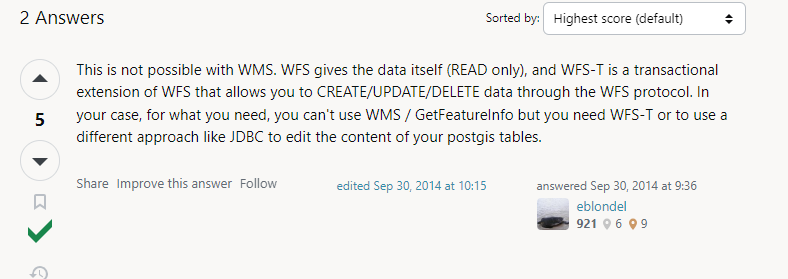 2 Answers
Sorted by:
Highest score (default)
This is not possible with WMS. WFS gives the data itself (READ only), and WFS-T is a transactional
extension of WFS that allows you to CREATE/UPDATE/DELETE data through the WFS protocol. In
your case, for what you need, you can't use WMS / GetFeatureInfo but you need WFS-T or to use a
different approach like JDBC to edit the content of your postgis tables.
5
Share Improve this answer Follow
edited Sep 30, 2014 at 10:15
answered Sep 30, 2014 at 9:36
eblondel
921 6 9